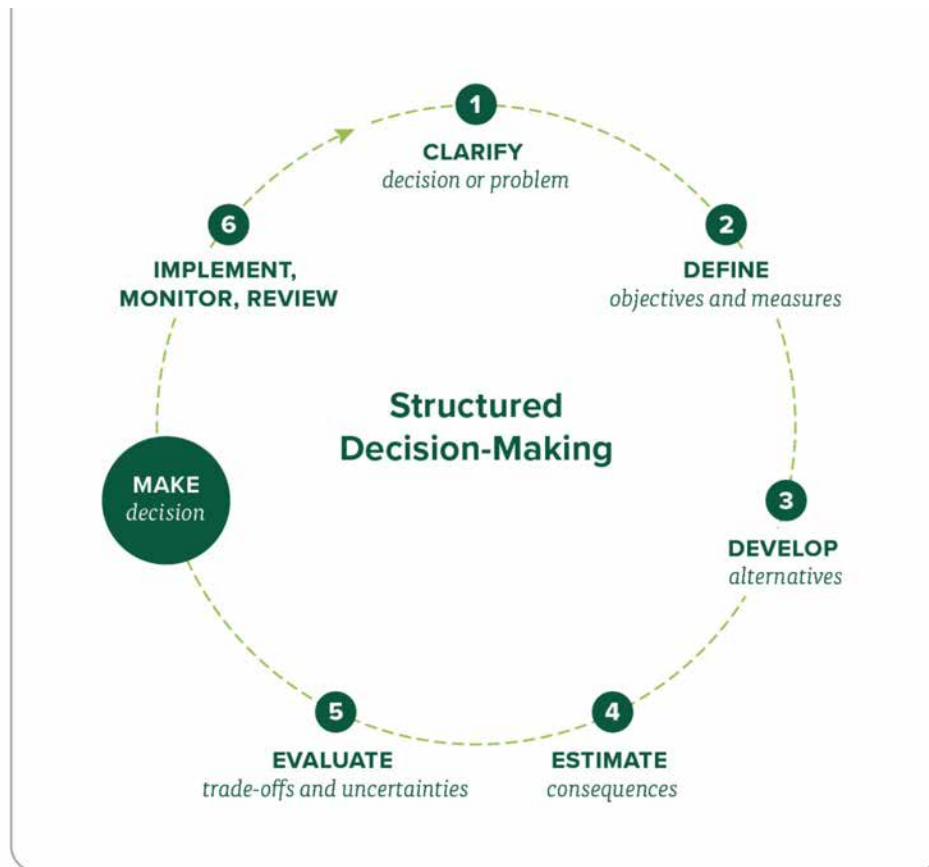 1
CLARIFY
decision or problem
2
DEFINE
objectives and measures
3
DEVELOP
alternatives
4
ESTIMATE
consequences
5
EVALUATE
trade-offs and uncertainties
MAKE
decision
6
IMPLEMENT,
MONITOR, REVIEW
Structured
Decision-Making